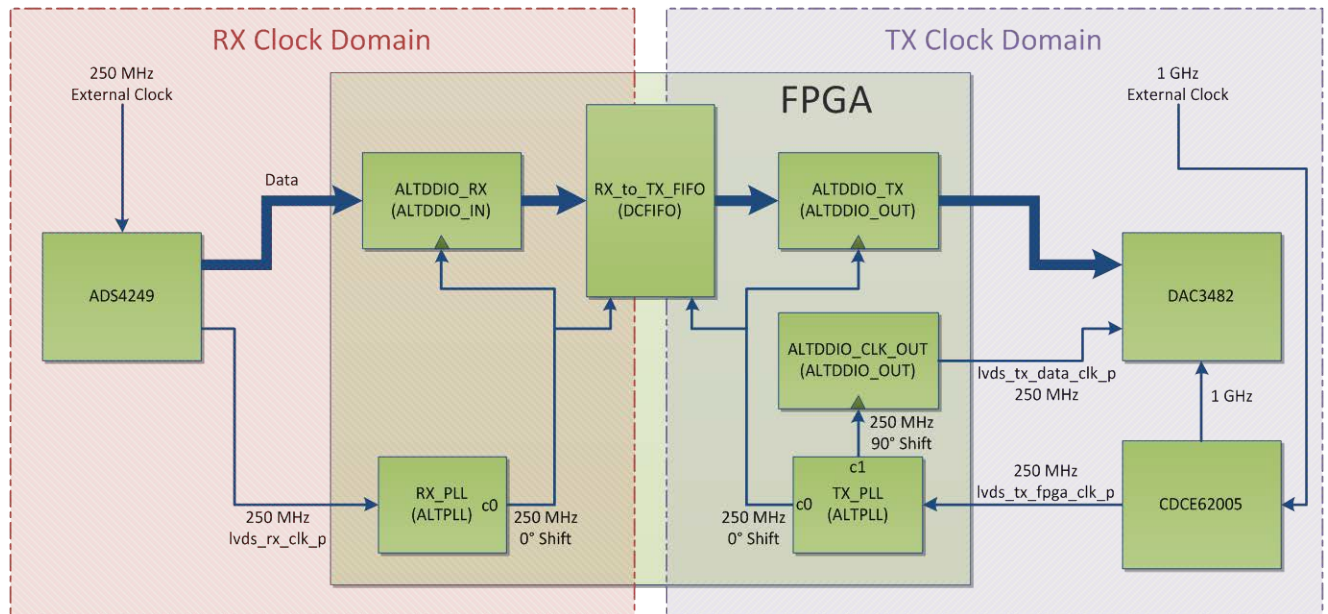 RX Clock Domain
TX Clock Domain
250 MHz
External Clock
FPGA
1 GHz
External Clock
Data
ALTDDIO_RX
(ALTDDIO_IN)
RX_to_TX_FIFO
(DCFIFO)
ALTDDIO_TX
(ALTDDIO_OUT)
ADS4249
DAC3482
ALTDDIO_CLK_OUT
(ALTDDIO_OUT)
lvds_tx_data_clk_p
250 MHz
1 GHz
250 MHz
90° Shift
RX_PLL
(ALTPLL)
c0
250 MHz
0° Shift
250 MHz
lvds_rx_clk_p
c1
c0
TX_PLL
(ALTPLL)
250 MHz
0° Shift
250 MHz
lvds_tx_fpga_clk_p
CDCE62005